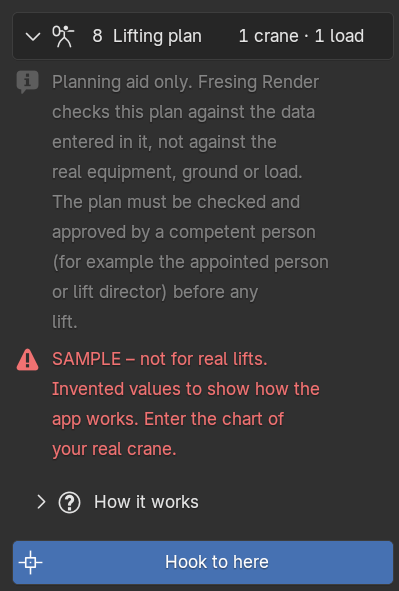 8 Lifting plan 1 crane · 1 load
Planning aid only. Fresing Render
checks this plan against the data
entered in it, not against the
real equipment, ground or load.
The plan must be checked and
approved by a competent person
(for example the appointed person
or lift director) before any
lift.
SAMPLE – not for real lifts.
Invented values to show how the
app works. Enter the chart of
your real crane.
How it works
Hook to here